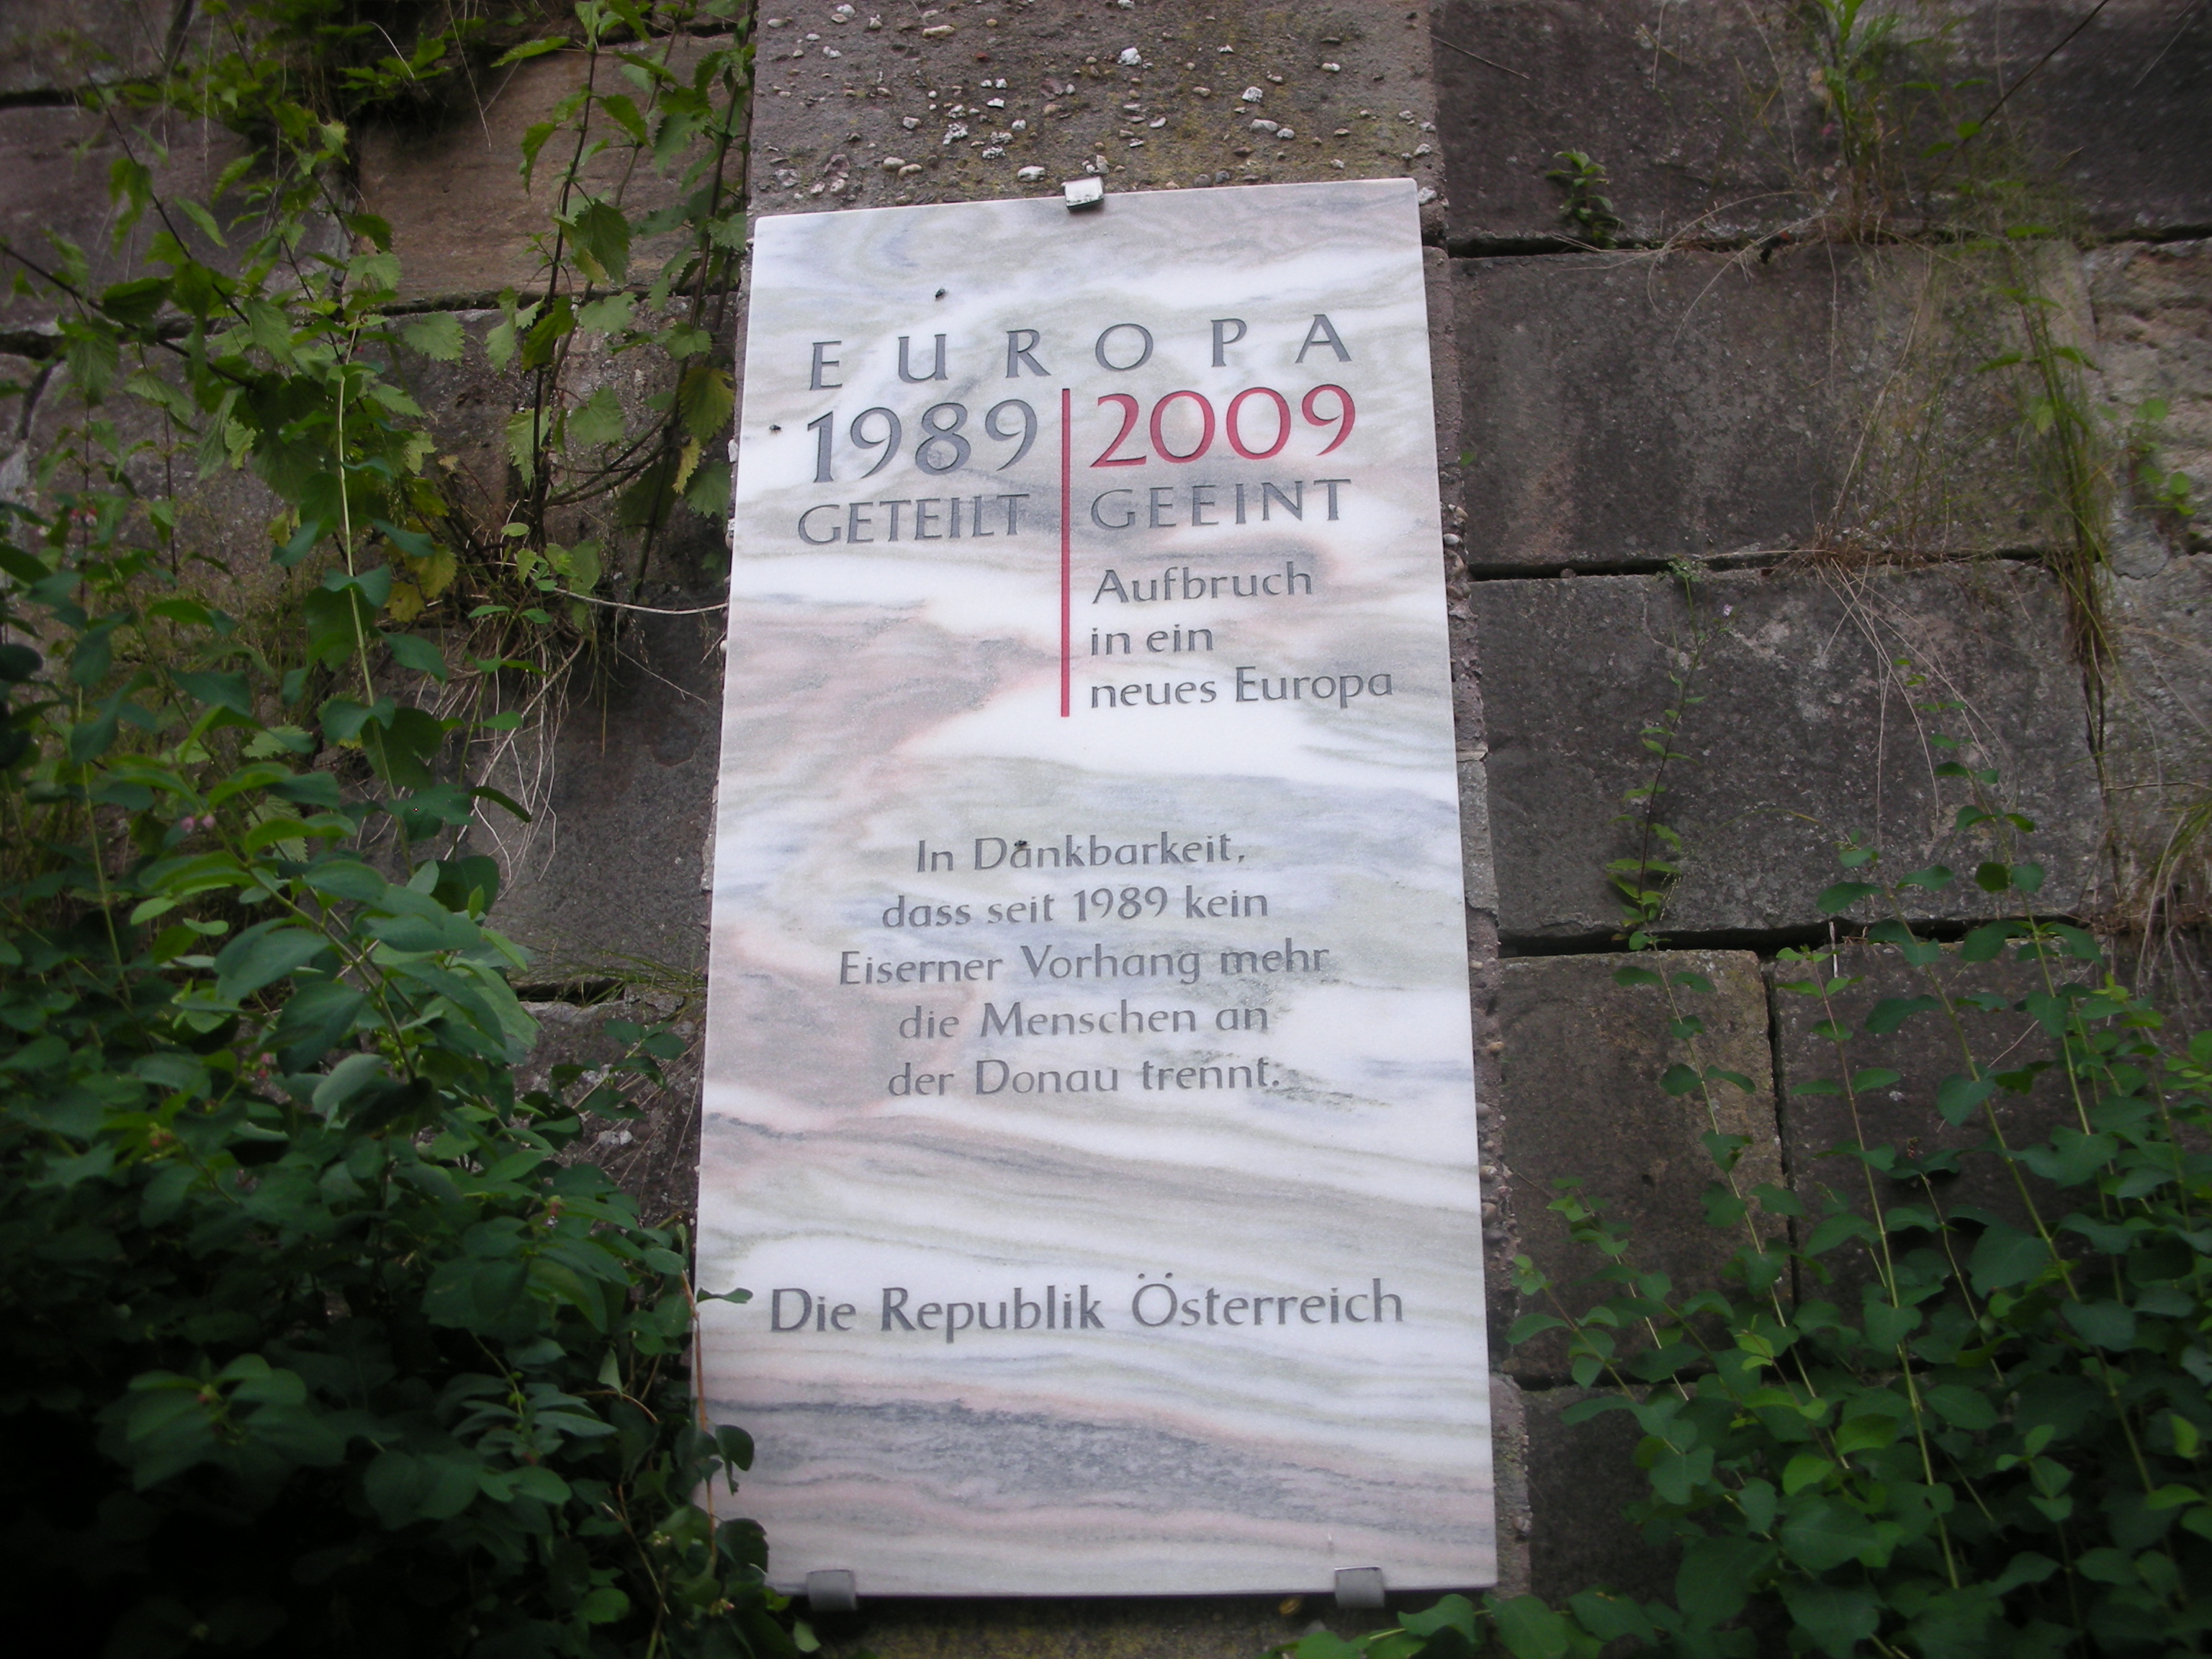 EUROPA
1989 | 2009
GETEILT | GEEINT
Aufbruch
in ein
neues Europa
In Dankbarkeit,
dass seit 1989 kein
Eiserner Vorhang mehr
die Menschen an
der Donau trennt.
Die Republik Österreich